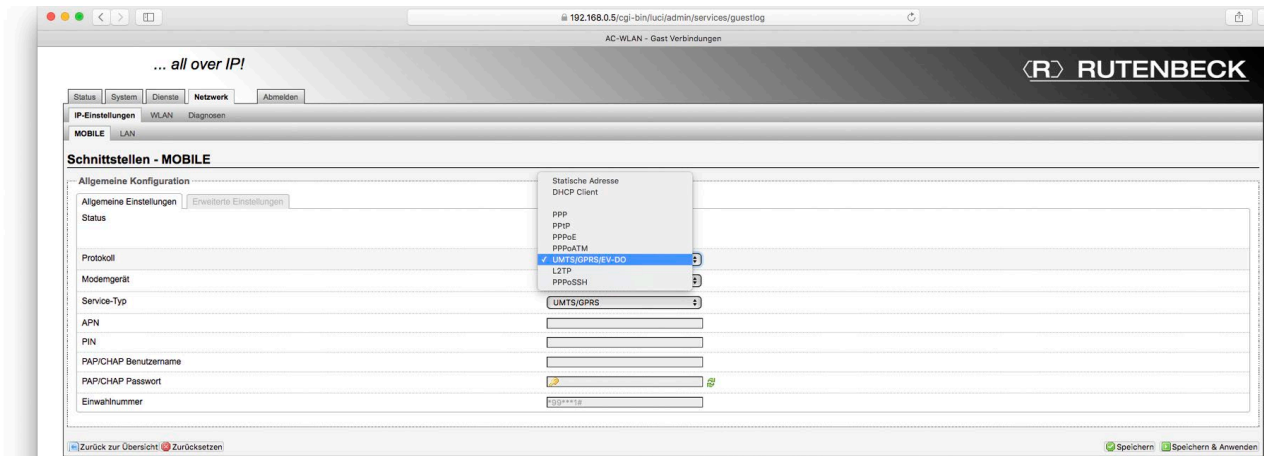 192.168.0.5/cgi-bin/luci/admin/services/guestlog
AC-WLAN - Gast Verbindungen
... all over IP!
⟨R⟩ RUTENBECK
Status System Dienste Netzwerk Abmelden
IP-Einstellungen WLAN Diagnosen
MOBILE LAN
Schnittstellen - MOBILE
Allgemeine Konfiguration
Allgemeine Einstellungen Erweiterte Einstellungen
Status
Statische Adresse
DHCP Client
PPP
PPtP
PPPoE
PPPoATM
Protokoll ✓ UMTS/GPRS/EV-DO
L2TP
PPPoSSH
Modemgerät
Service-Typ UMTS/GPRS
APN
PIN
PAP/CHAP Benutzername
PAP/CHAP Passwort
Einwahlnummer *99***1#
Zurück zur Übersicht Zurücksetzen Speichern Speichern & Anwenden